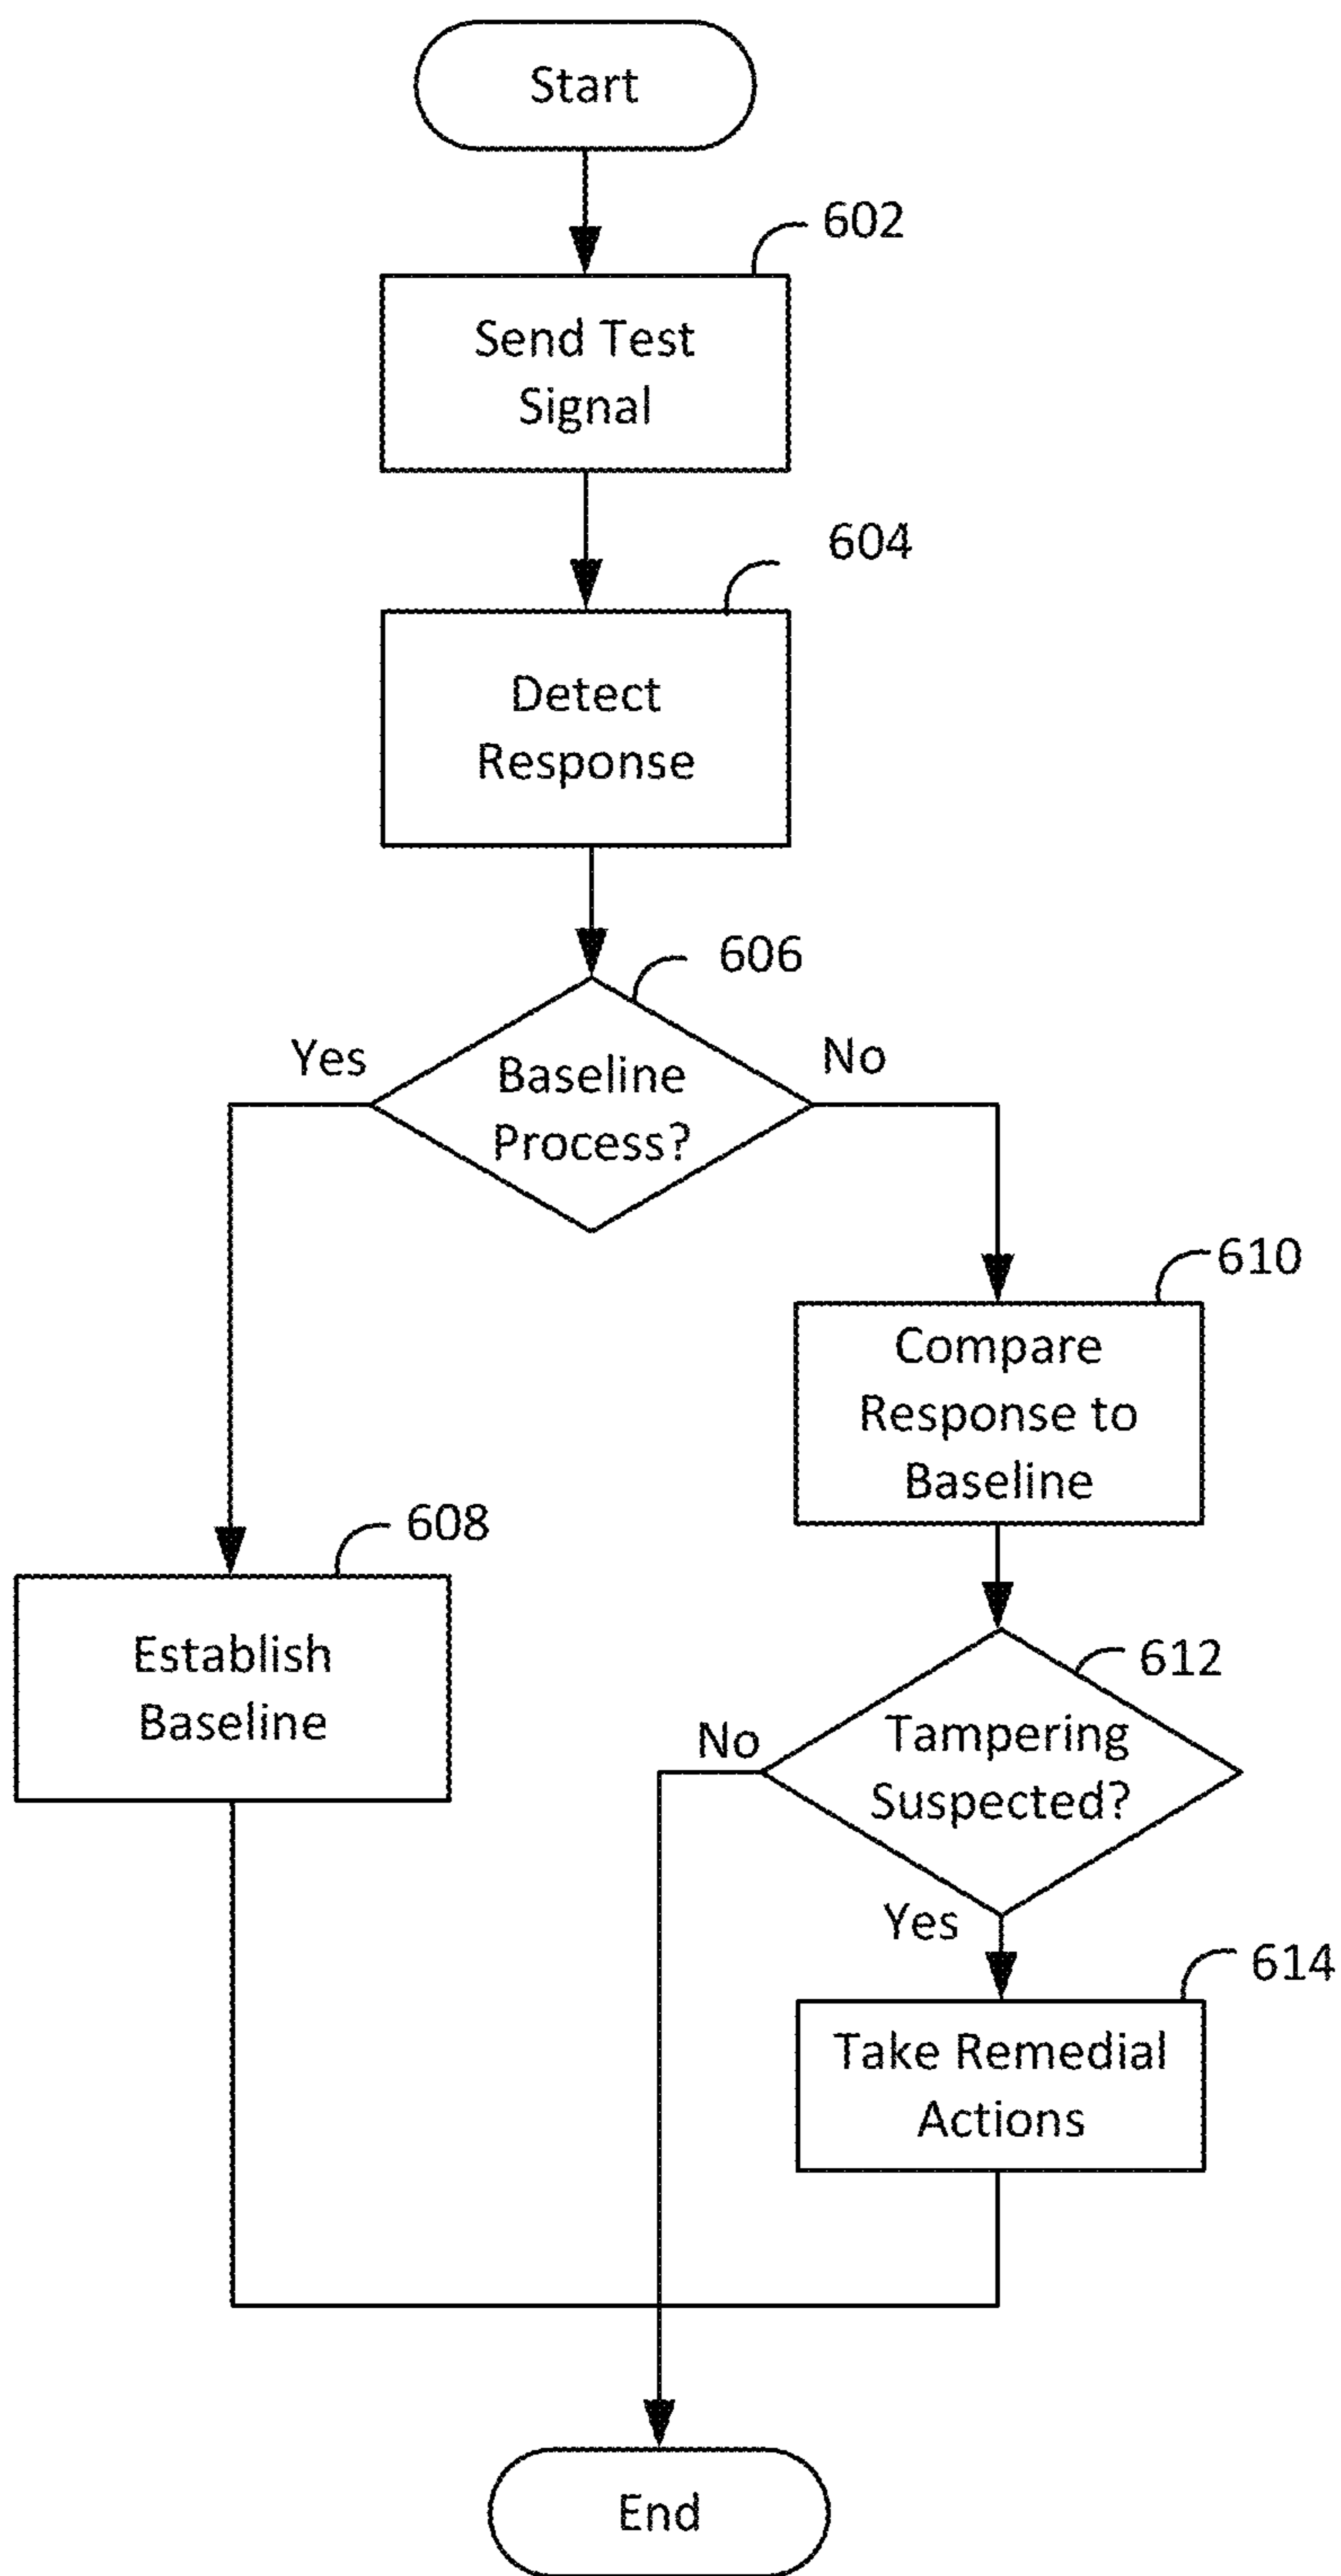 Start
602
Send Test
Signal
604
Detect
Response
606
Yes
No
Baseline
Process?
610
Compare
Response to
Baseline
608
Establish
Baseline
612
No
Tampering
Suspected?
Yes
614
Take Remedial
Actions
End